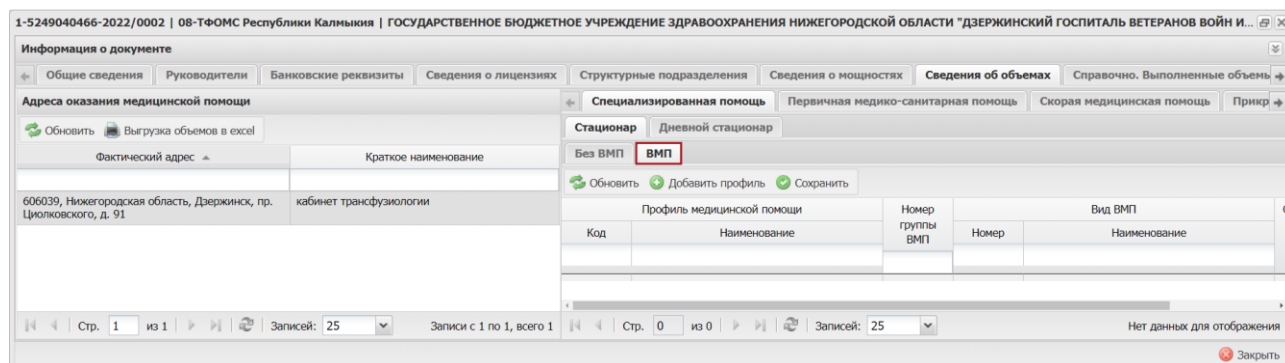 1-5249040466-2022/0002 | 08-ТФОМС Республики Калмыкия | ГОСУДАРСТВЕННОЕ БЮДЖЕТНОЕ УЧРЕЖДЕНИЕ ЗДРАВООХРАНЕНИЯ НИЖЕГОРОДСКОЙ ОБЛАСТИ "ДЗЕРЖИНСКИЙ ГОСПИТАЛЬ ВЕТЕРАНОВ ВОЙН И...
Информация о документе
Общие сведения Руководители Банковские реквизиты Сведения о лицензиях Структурные подразделения Сведения о мощностях Сведения об объемах Справочно. Выполненные объемы
Адреса оказания медицинской помощи
Обновить Выгрузка объемов в excel
Фактический адрес Краткое наименование
606039, Нижегородская область, Дзержинск, пр. кабинет трансфузиологии
Циолковского, д. 91
Стр. 1 из 1 Записей: 25 Записи с 1 по 1, всего 1
Специализированная помощь Первичная медико-санитарная помощь Скорая медицинская помощь Прикр
Стационар Дневной стационар
Без ВМП ВМП
Обновить Добавить профиль Сохранить
Профиль медицинской помощи Номер группы ВМП Вид ВМП
Код Наименование Номер Наименование
Стр. 0 из 0 Записей: 25 Нет данных для отображения
Закрыть